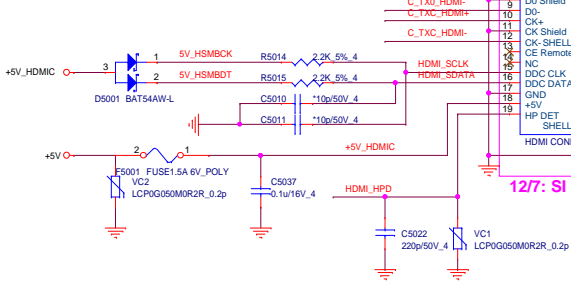 C_TX0_HDMI-
C_TXC_HDMI+
C_TXC_HDMI-
9
10
11
12
13
14
15
16
17
18
19
D0 Shield
D0-
CK+
CK Shield
CK- SHELL
CE Remote
NC
DDC CLK
DDC DATA
GND
+5V
HP DET
SHELL
HDMI CON
+5V_HDMIC
3
1
2
D5001 BAT54AW-L
5V_HSMBCK
5V_HSMBDT
R5014 2.2K_5%_4
R5015 2.2K_5%_4
HDMI_SCLK
HDMI_SDATA
C5010 *10p/50V_4
C5011 *10p/50V_4
+5V
2
1
F5001 FUSE1.5A 6V_POLY
+5V_HDMIC
VC2
LCP0G050M0R2R_0.2p
C5037
0.1u/16V_4
HDMI_HPD
C5022
220p/50V_4
VC1
LCP0G050M0R2R_0.2p
12/7: SI